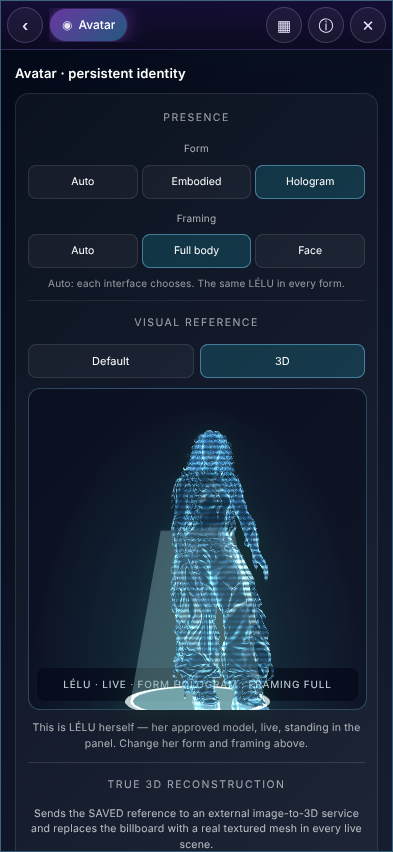 Avatar
Avatar · persistent identity
PRESENCE
Form
Auto Embodied Hologram
Framing
Auto Full body Face
Auto: each interface chooses. The same LÉLU in every form.
VISUAL REFERENCE
Default 3D
LÉLU · LIVE · FORM HOLOGRAM · FRAMING FULL
This is LÉLU herself — her approved model, live, standing in the
panel. Change her form and framing above.
TRUE 3D RECONSTRUCTION
Sends the SAVED reference to an external image-to-3D service
and replaces the billboard with a real textured mesh in every live
scene.